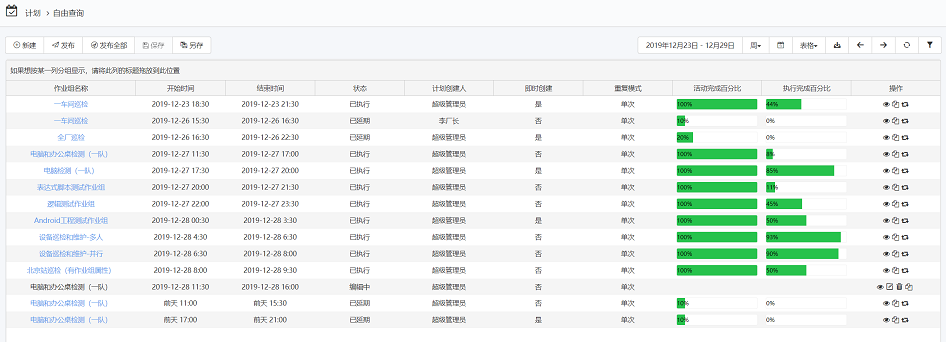 计划 > 自由查询
新建 发布 发布全部 保存 另存 2019年12月23日 - 12月29日 周 表格
如果想按某一列分组显示，请将此列的标题拖放到此位置
作业组名称 开始时间 结束时间 状态 计划创建人 即时创建 重复模式 活动完成百分比 执行完成百分比 操作
一车间巡检 2019-12-23 18:30 2019-12-23 21:30 已执行 超级管理员 是 单次 100% 44%
一车间巡检 2019-12-26 15:30 2019-12-26 16:30 已延期 李厂长 否 单次 10% 0%
全厂巡检 2019-12-26 16:30 2019-12-26 22:30 已延期 超级管理员 是 单次 20% 0%
电脑和办公桌检测（一队） 2019-12-27 11:30 2019-12-27 17:00 已执行 超级管理员 否 单次 100% 8%
电脑检测（一队） 2019-12-27 17:30 2019-12-27 20:00 已执行 超级管理员 是 单次 100% 85%
表达式脚本测试作业组 2019-12-27 20:00 2019-12-27 21:30 已执行 超级管理员 否 单次 100% 11%
逻辑测试作业组 2019-12-27 22:00 2019-12-27 23:30 已执行 超级管理员 否 单次 100% 45%
Android工程测试作业组 2019-12-28 00:30 2019-12-28 3:30 已执行 超级管理员 是 单次 100% 50%
设备巡检和维护-多人 2019-12-28 4:30 2019-12-28 6:30 已执行 超级管理员 否 单次 100% 93%
设备巡检和维护-并行 2019-12-28 6:30 2019-12-28 8:00 已执行 超级管理员 否 单次 100% 90%
北京站巡检（有作业组属性） 2019-12-28 8:00 2019-12-28 9:30 已执行 超级管理员 否 单次 100% 50%
电脑和办公桌检测（一队） 2019-12-28 11:30 2019-12-28 16:00 编辑中 超级管理员 否 单次
电脑和办公桌检测（一队） 前天 11:00 前天 15:30 已延期 超级管理员 否 单次 10% 0%
电脑和办公桌检测（一队） 前天 17:00 前天 21:00 已延期 超级管理员 是 单次 10% 0%